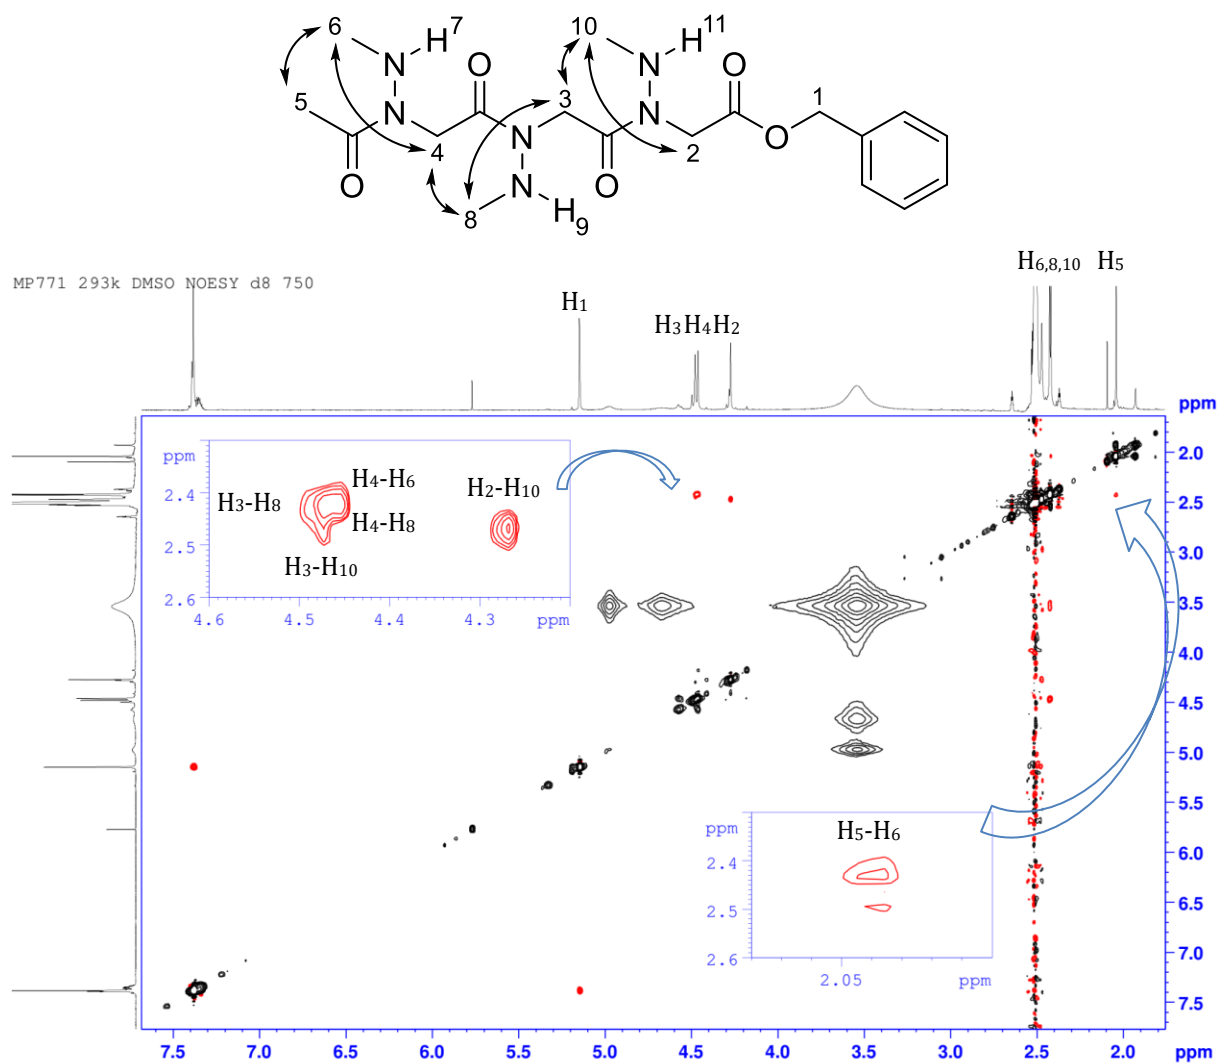 6 H7 10 H11
N O 3 N O 1
5 N N O
4 N O 2
O N
8 H9
MP771 293k DMSO NOESY d8 750
H6,8,10 H5
H1
H3 H4 H2
ppm
ppm
2.4
2.5
2.6
4.6 4.5 4.4 4.3 ppm
H3-H8
H4-H6
H4-H8
H3-H10
H2-H10
ppm
2.4
2.5
2.6
2.05 ppm
H5-H6
2.0
2.5
3.0
3.5
4.0
4.5
5.0
5.5
6.0
6.5
7.0
7.5
7.5 7.0 6.5 6.0 5.5 5.0 4.5 4.0 3.5 3.0 2.5 2.0 ppm